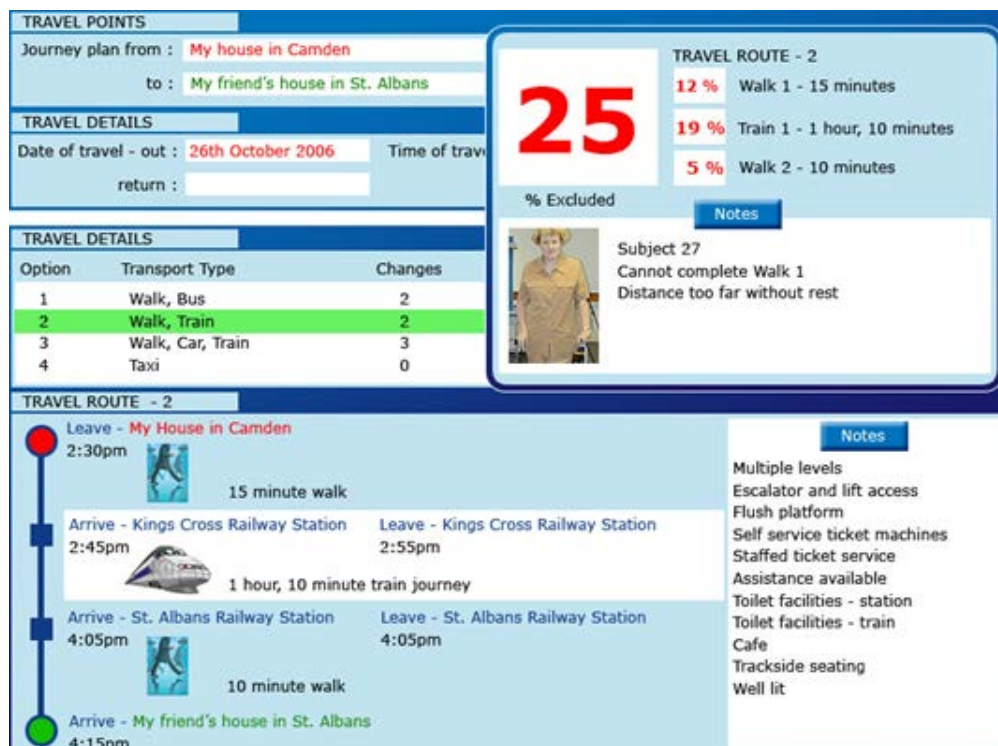 TRAVEL POINTS
Journey plan from : My house in Camden
to : My friend's house in St. Albans
TRAVEL DETAILS
Date of travel - out : 26th October 2006 Time of
return :
TRAVEL DETAILS
Option Transport Type Changes
1 Walk, Bus 2
2 Walk, Train 2
3 Walk, Car, Train 3
4 Taxi 0
25
% Excluded
TRAVEL ROUTE - 2
12 % Walk 1 - 15 minutes
19 % Train 1 - 1 hour, 10 minutes
5 % Walk 2 - 10 minutes
Notes
Subject 27
Cannot complete Walk 1
Distance too far without rest
TRAVEL ROUTE - 2
Leave - My House in Camden
2:30pm
15 minute walk
Arrive - Kings Cross Railway Station Leave - Kings Cross Railway Station
2:45pm 2:55pm
1 hour, 10 minute train journey
Arrive - St. Albans Railway Station Leave - St. Albans Railway Station
4:05pm 4:05pm
10 minute walk
Arrive - My friend's house in St. Albans
4:15pm
Notes
Multiple levels
Escalator and lift access
Flush platform
Self service ticket machines
Staffed ticket service
Assistance available
Toilet facilities - station
Toilet facilities - train
Cafe
Trackside seating
Well lit